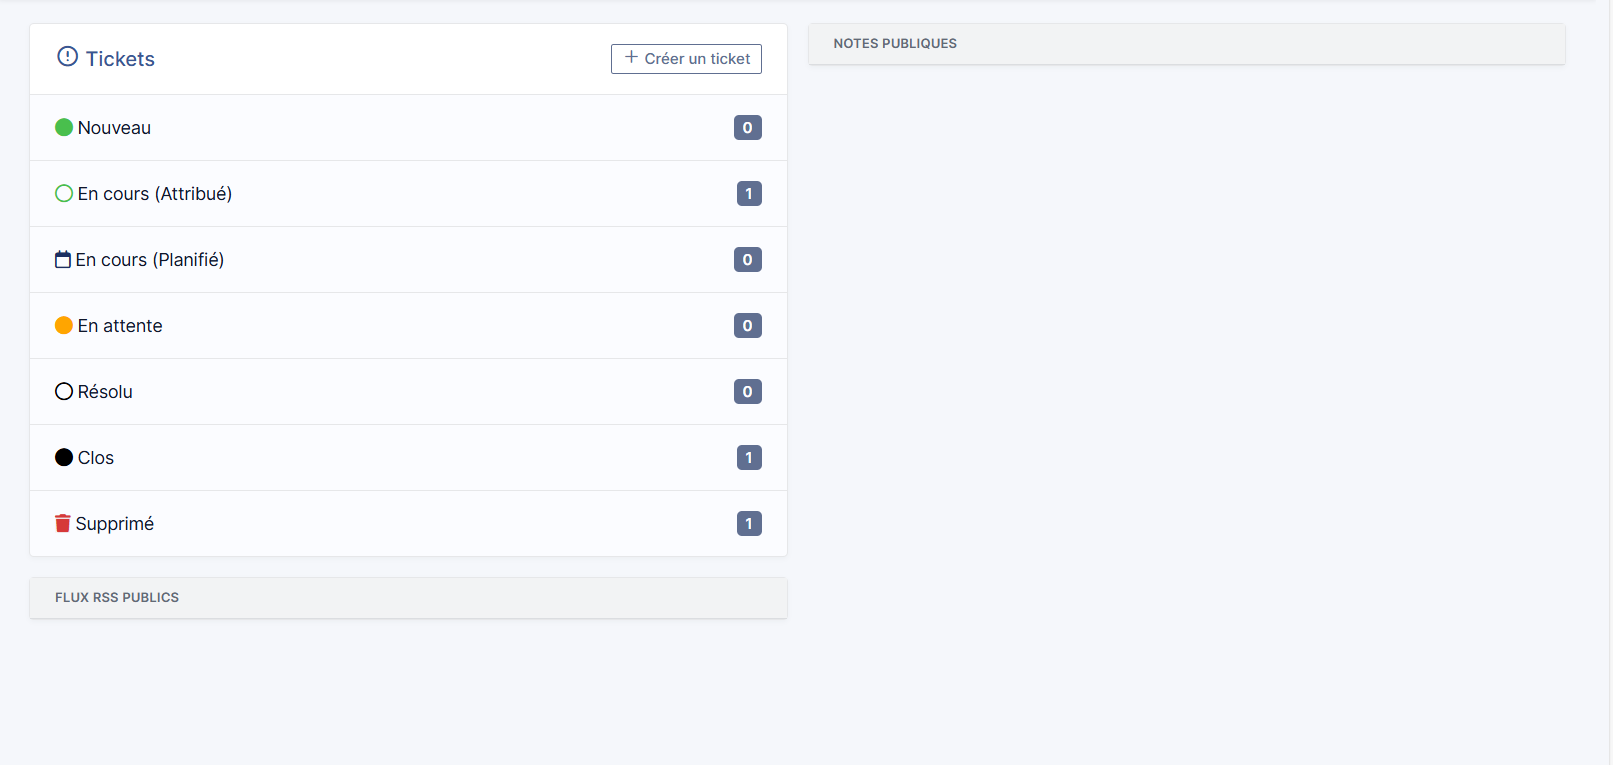 Tickets
+ Créer un ticket
Nouveau 0
En cours (Attribué) 1
En cours (Planifié) 0
En attente 0
Résolu 0
Clos 1
Supprimé 1
FLUX RSS PUBLICS
NOTES PUBLIQUES